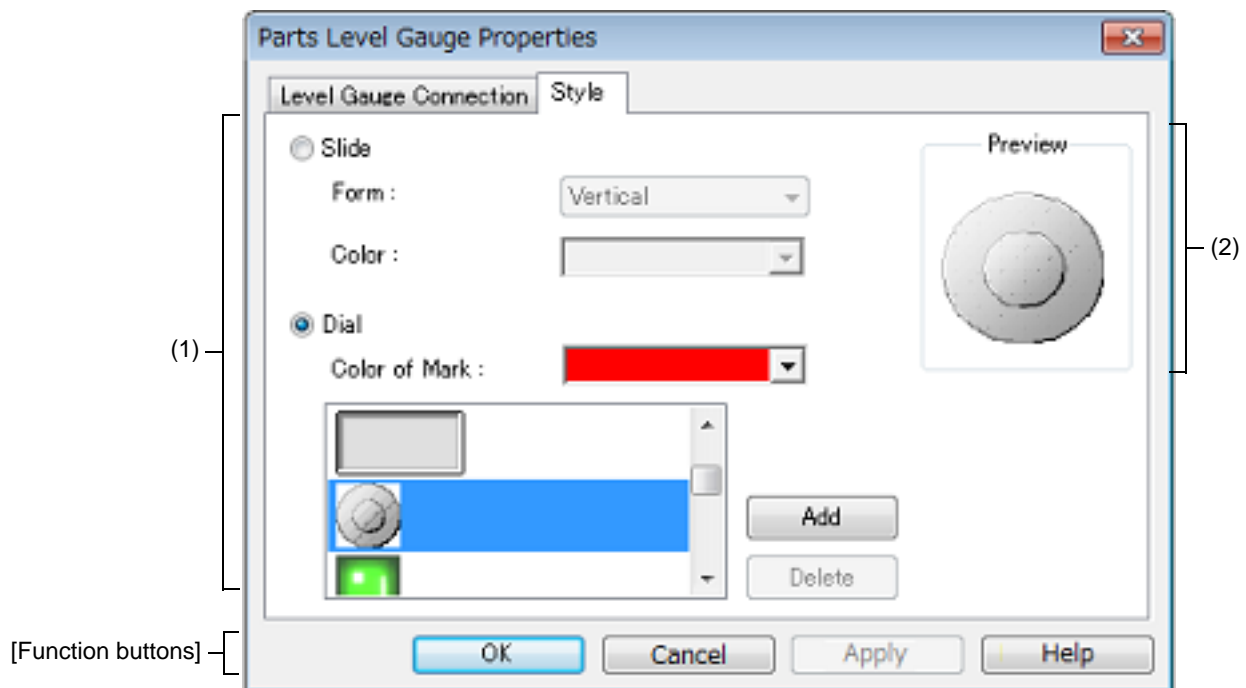 Parts Level Gauge Properties
Level Gauge Connection Style
Slide
Preview
Form :
Vertical
Color :
(2)
Dial
(1)
Color of Mark :
Add
Delete
[Function buttons]
OK Cancel Apply Help